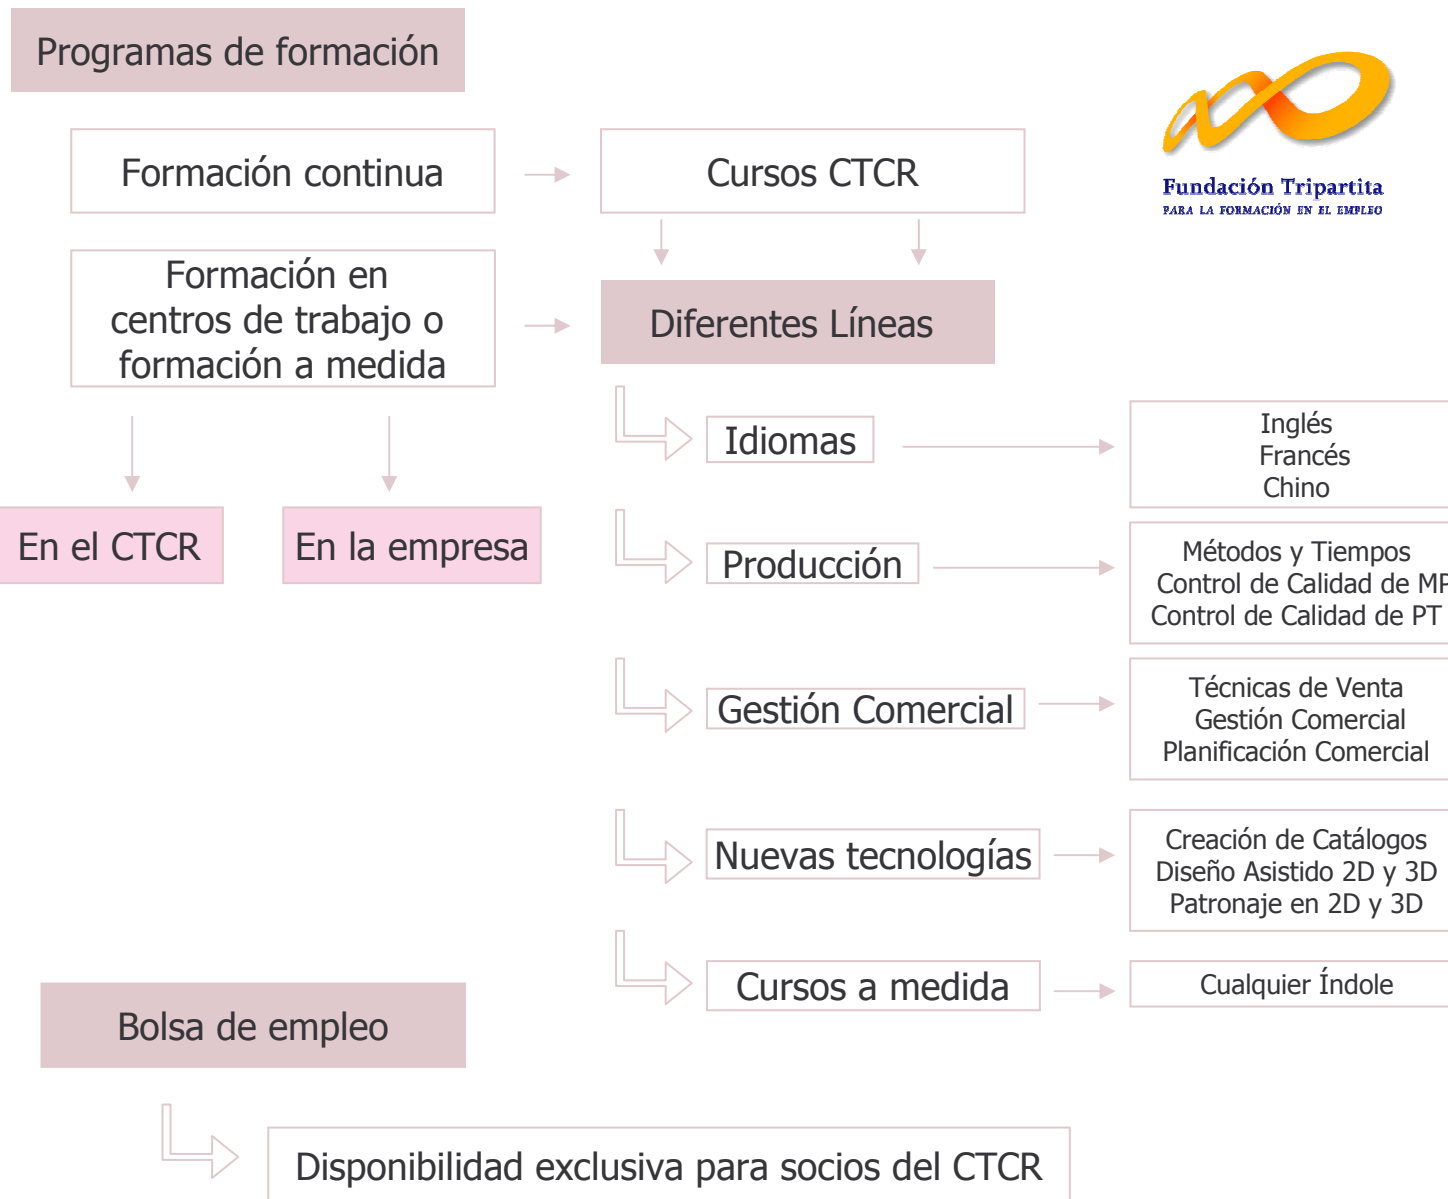 Programas de formación
Fundación Tripartita
PARA LA FORMACIÓN EN EL EMPLEO
Formación continua
Cursos CTCR
Formación en
centros de trabajo o
formación a medida
Diferentes Líneas
En el CTCR
En la empresa
Idiomas
Inglés
Francés
Chino
Producción
Métodos y Tiempos
Control de Calidad de MP
Control de Calidad de PT
Gestión Comercial
Técnicas de Venta
Gestión Comercial
Planificación Comercial
Nuevas tecnologías
Creación de Catálogos
Diseño Asistido 2D y 3D
Patronaje en 2D y 3D
Cursos a medida
Cualquier Índole
Bolsa de empleo
Disponibilidad exclusiva para socios del CTCR